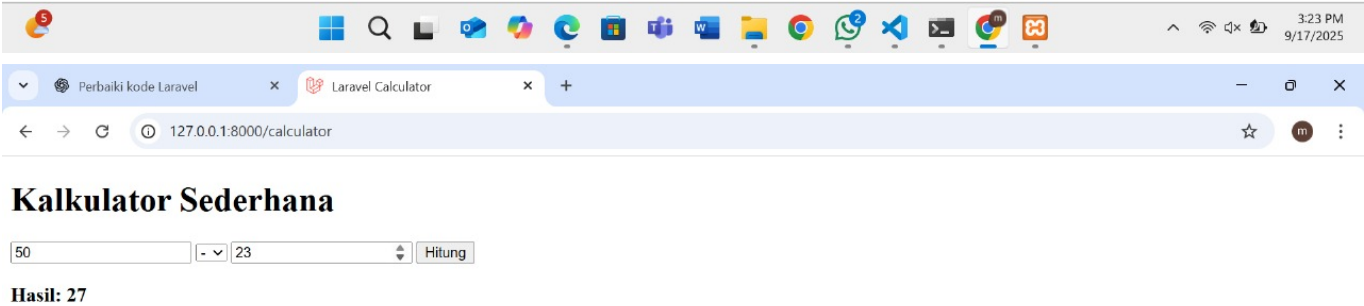 5
2
m
3:23 PM
9/17/2025
Perbaiki kode Laravel
Laravel Calculator
127.0.0.1:8000/calculator
m
Kalkulator Sederhana
50 - 23 Hitung
Hasil: 27